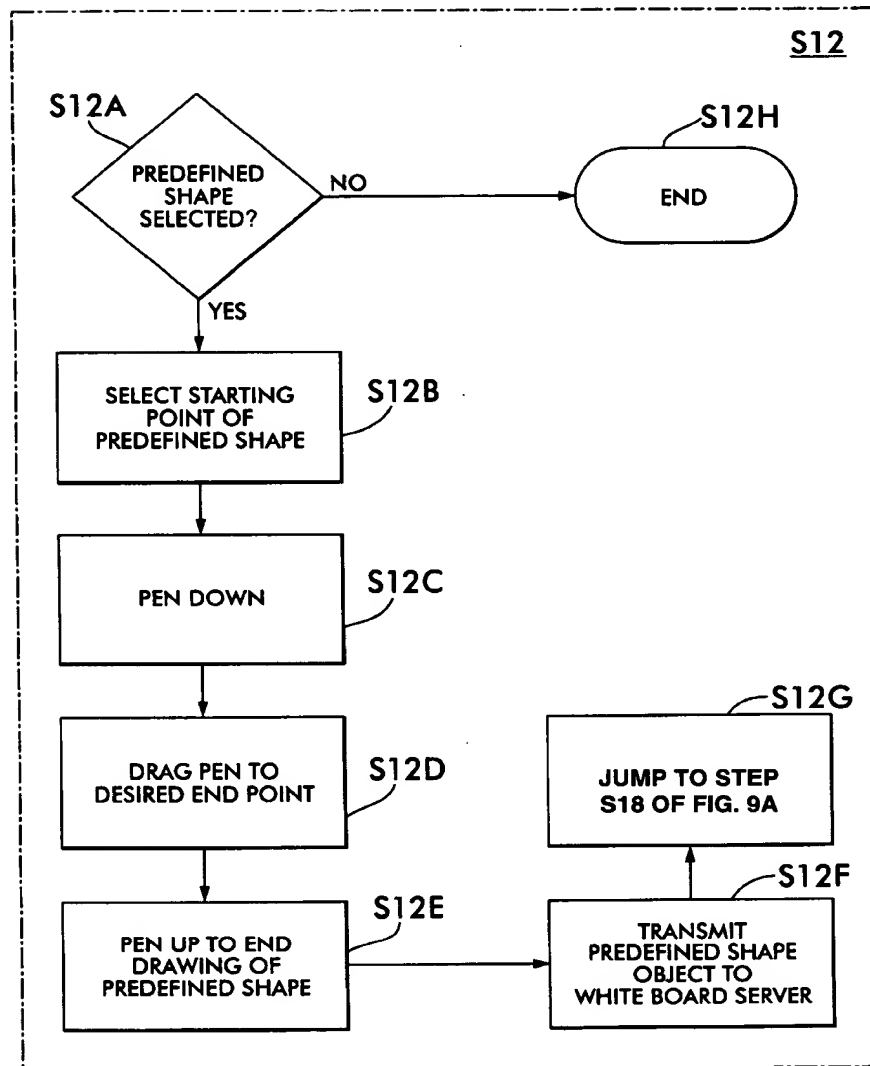 S12
S12A
PREDEFINED
SHAPE
SELECTED?
NO
S12H
END
YES
SELECT STARTING
POINT OF
PREDEFINED SHAPE
S12B
PEN DOWN
S12C
DRAG PEN TO
DESIRED END POINT
S12D
PEN UP TO END
DRAWING OF
PREDEFINED SHAPE
S12E
TRANSMIT
PREDEFINED SHAPE
OBJECT TO
WHITE BOARD SERVER
S12F
JUMP TO STEP
S18 OF FIG. 9A
S12G